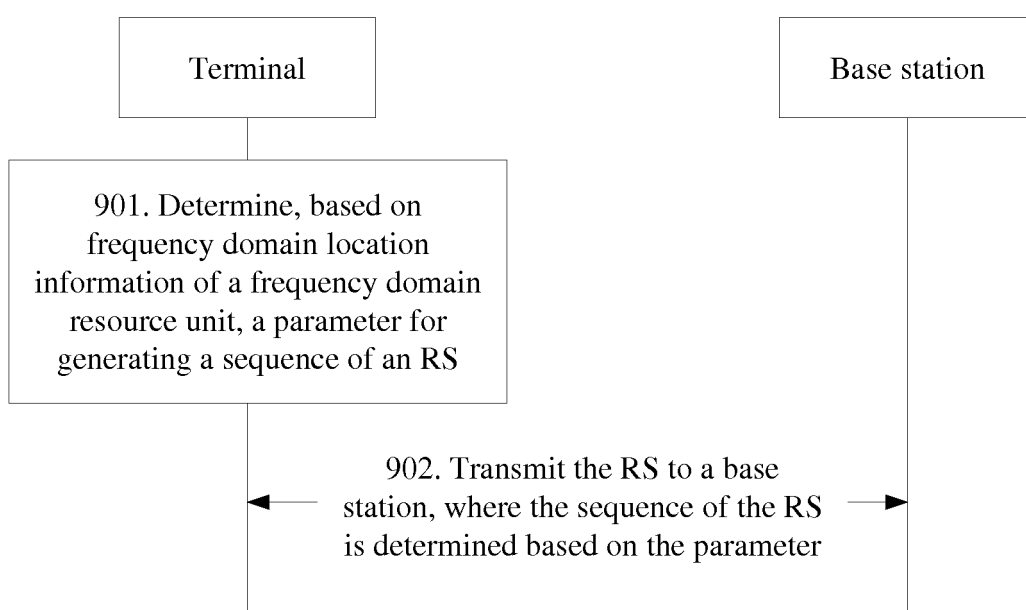 Terminal
Base station
901. Determine, based on
frequency domain location
information of a frequency domain
resource unit, a parameter for
generating a sequence of an RS
902. Transmit the RS to a base
station, where the sequence of the RS
is determined based on the parameter